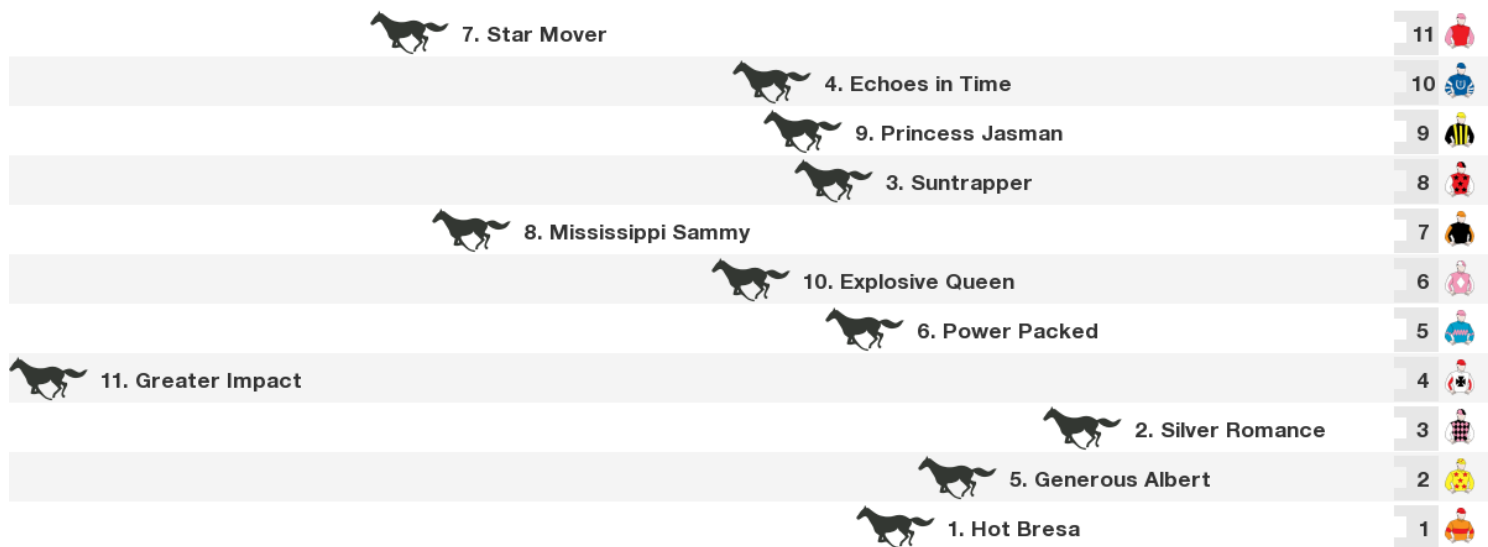 7. Star Mover 11
4. Echoes in Time 10
9. Princess Jasman 9
3. Suntrapper 8
8. Mississippi Sammy 7
10. Explosive Queen 6
6. Power Packed 5
11. Greater Impact 4
2. Silver Romance 3
5. Generous Albert 2
1. Hot Bresa 1